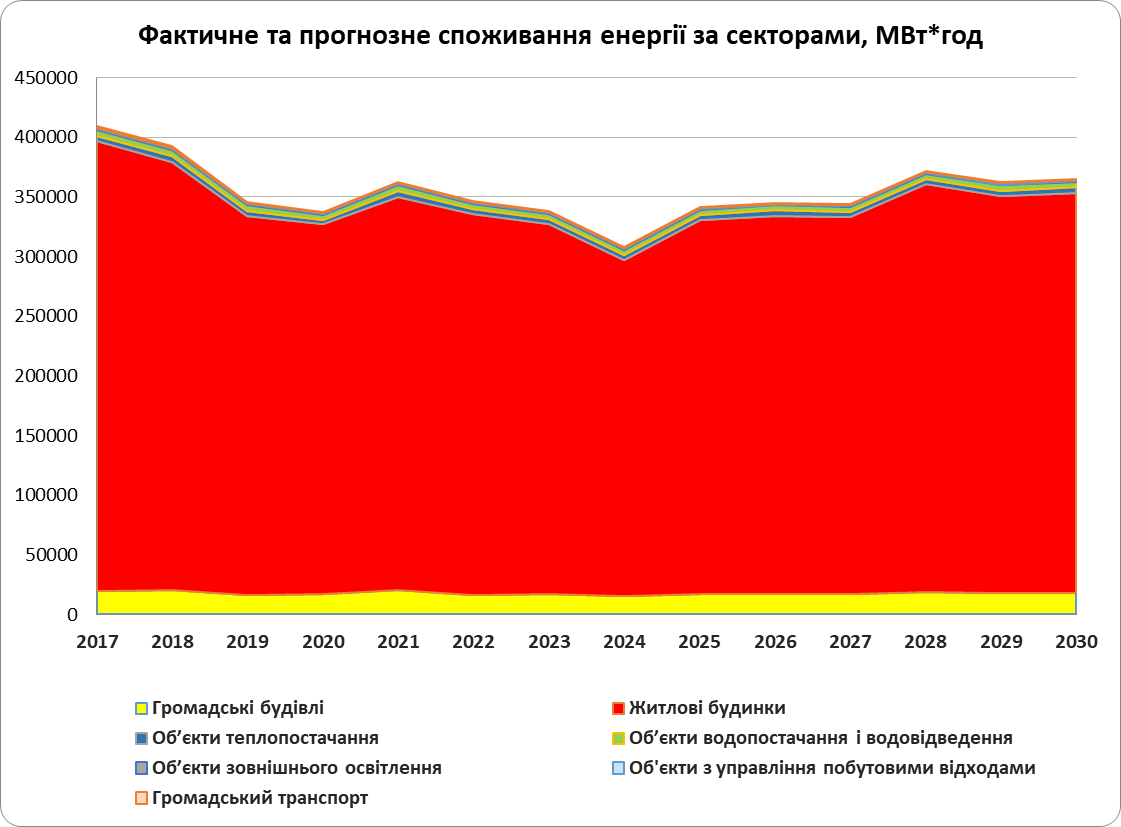 Фактичне та прогнозне споживання енергії за секторами, МВт*год
450000
400000
350000
300000
250000
200000
150000
100000
50000
0
2017 2018 2019 2020 2021 2022 2023 2024 2025 2026 2027 2028 2029 2030
Громадські будівлі Житлові будинки
Об’єкти теплопостачання Об’єкти водопостачання і водовідведення
Об’єкти зовнішнього освітлення Об'єкти з управління побутовими відходами
Громадський транспорт